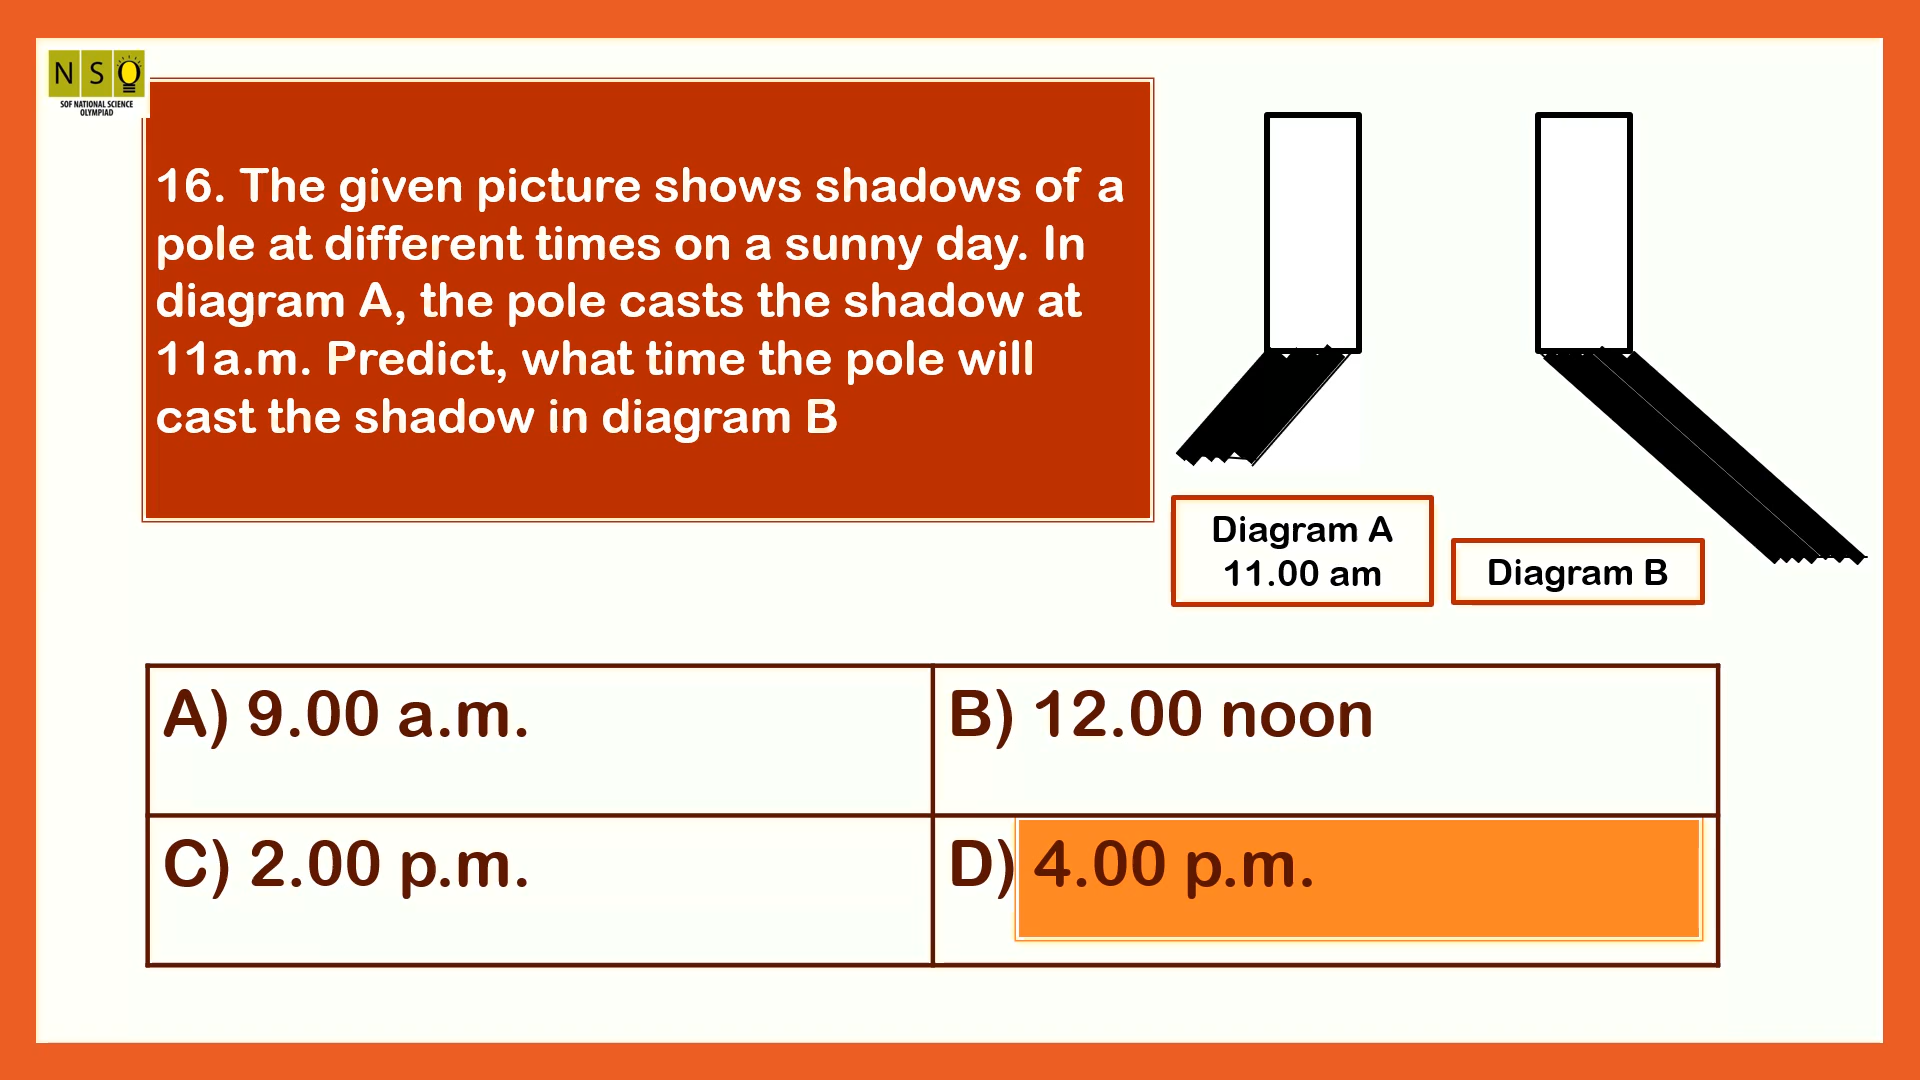 N S O
SOF NATIONAL SCIENCE
OLYMPIAD
16. The given picture shows shadows of a
pole at different times on a sunny day. In
diagram A, the pole casts the shadow at
11a.m. Predict, what time the pole will
cast the shadow in diagram B
Diagram A
11.00 am
Diagram B
A) 9.00 a.m.
B) 12.00 noon
C) 2.00 p.m.
D) 4.00 p.m.